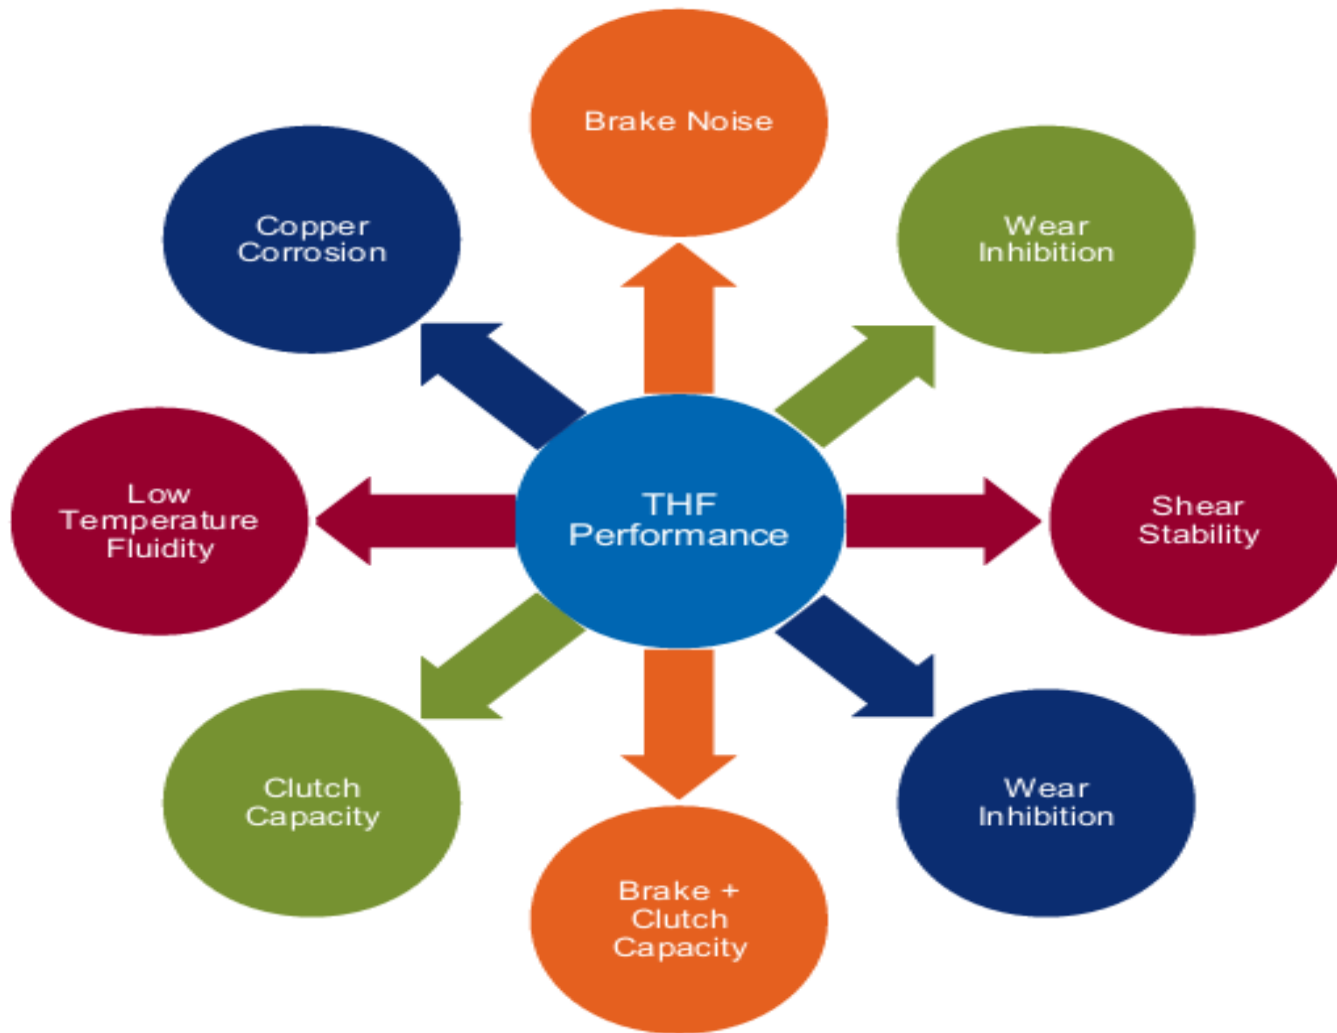 Brake Noise
Copper
Corrosion
Wear
Inhibition
Low
Temperature
Fluidity
THF
Performance
Shear
Stability
Clutch
Capacity
Wear
Inhibition
Brake +
Clutch
Capacity